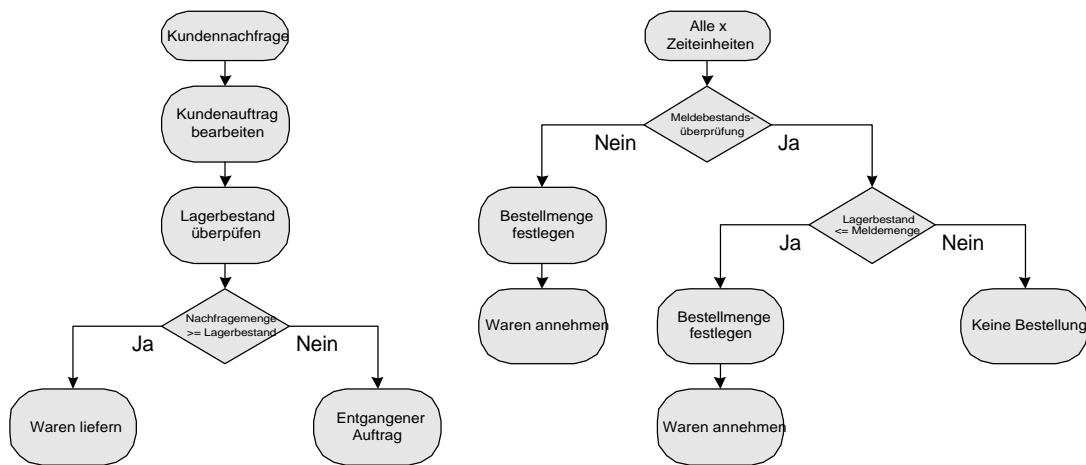 Kundennachfrage
Kundenauftrag
bearbeiten
Lagerbestand
überpüfen
Nachfragemenge
>= Lagerbestand
Ja
Nein
Waren liefern
Entgangener
Auftrag
Alle x
Zeiteinheiten
Meldebestands-
überprüfung
Nein
Ja
Bestellmenge
festlegen
Waren annehmen
Lagerbestand
<= Meldemenge
Ja
Nein
Bestellmenge
festlegen
Waren annehmen
Keine Bestellung